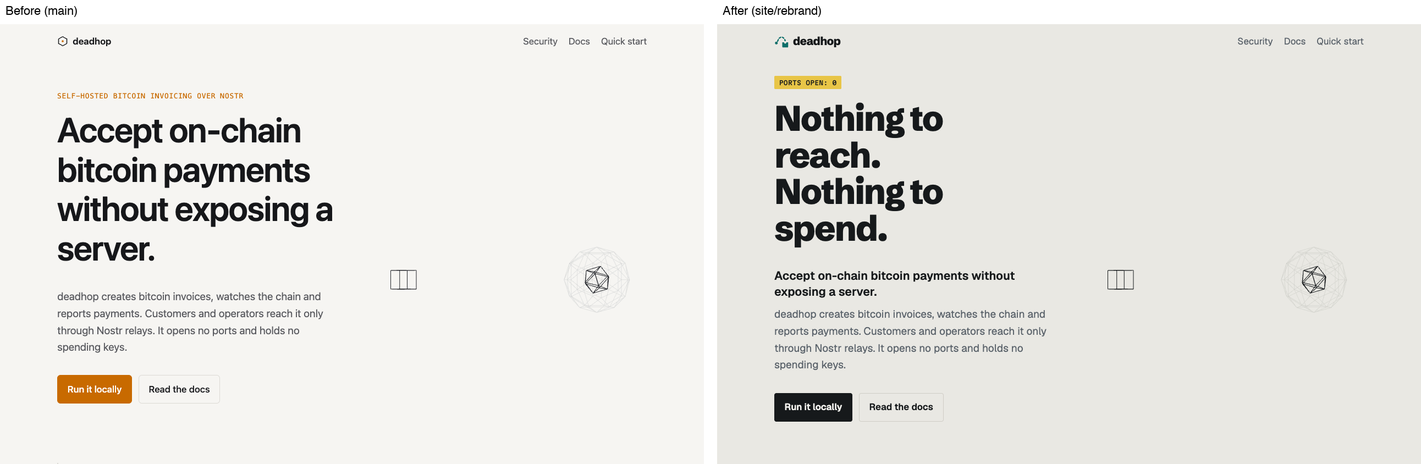 Before (main)
deadhop
Security Docs Quick start
SELF-HOSTED BITCOIN INVOICING OVER NOSTR
Accept on-chain
bitcoin payments
without exposing a
server.
deadhop creates bitcoin invoices, watches the chain and
reports payments. Customers and operators reach it only
through Nostr relays. It opens no ports and holds no
spending keys.
Run it locally Read the docs
After (site/rebrand)
deadhop
Security Docs Quick start
PORTS OPEN: 0
Nothing to
reach.
Nothing to
spend.
Accept on-chain bitcoin payments without
exposing a server.
deadhop creates bitcoin invoices, watches the chain and
reports payments. Customers and operators reach it only
through Nostr relays. It opens no ports and holds no
spending keys.
Run it locally Read the docs